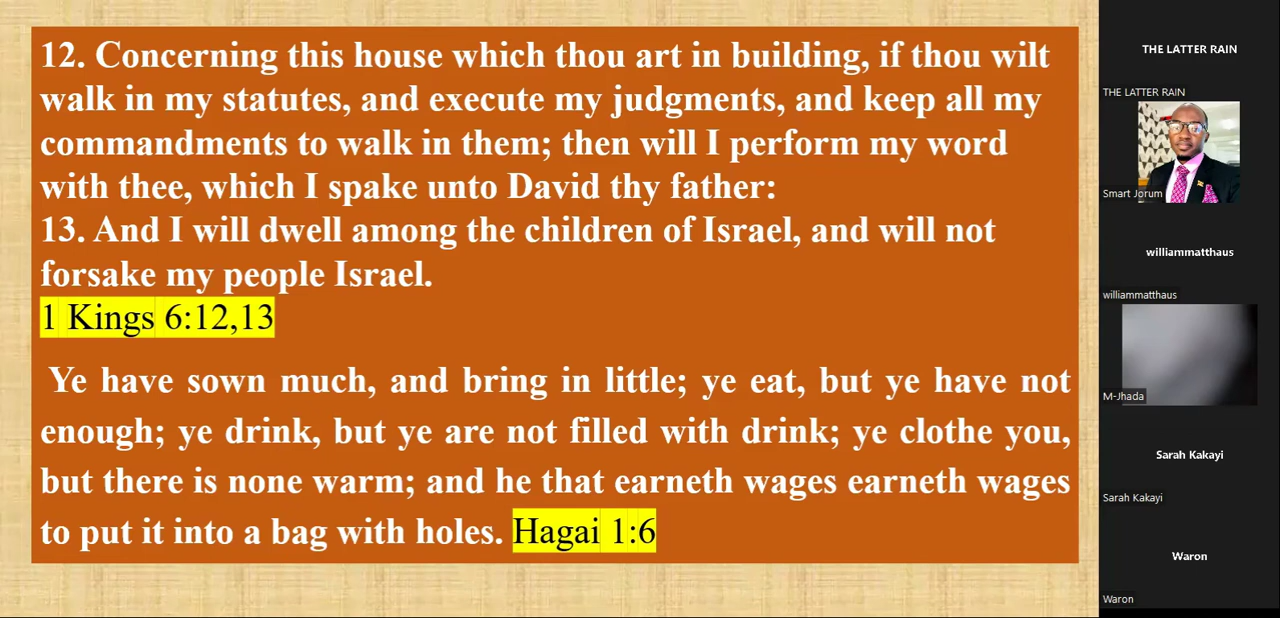 12. Concerning this house which thou art in building, if thou wilt
walk in my statutes, and execute my judgments, and keep all my
commandments to walk in them; then will I perform my word
with thee, which I spake unto David thy father:
13. And I will dwell among the children of Israel, and will not
forsake my people Israel.
1 Kings 6:12,13
Ye have sown much, and bring in little; ye eat, but ye have not
enough; ye drink, but ye are not filled with drink; ye clothe you,
but there is none warm; and he that earneth wages earneth wages
to put it into a bag with holes. Hagai 1:6
THE LATTER RAIN
THE LATTER RAIN
Smart Jorum
williammatthaus
williammatthaus
M-Jhada
Sarah Kakayi
Sarah Kakayi
Waron
Waron